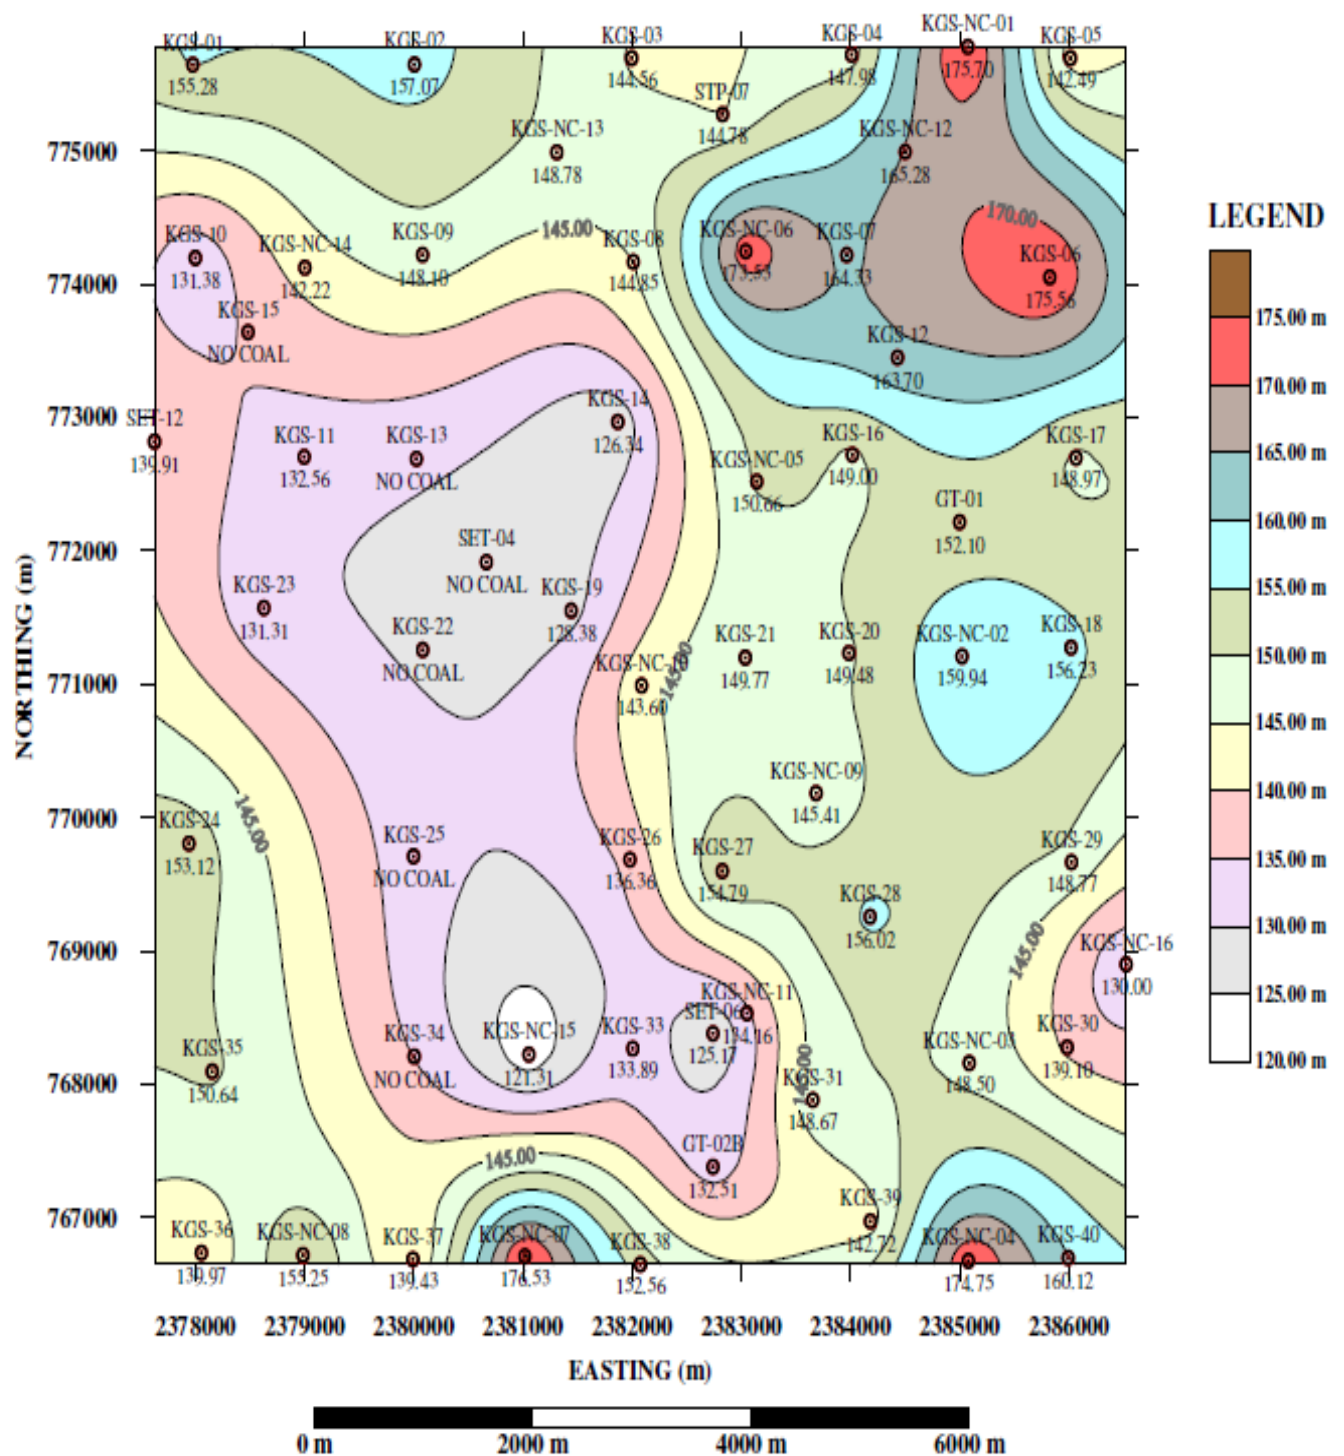 KGS-NC-01
KGS-01
KGS-02
KGS-03
KGS-04
KGS-05
155.28
157.07
144.56
147.98
175.70
142.49
STP-07
144.78
KGS-NC-13
148.78
KGS-NC-12
165.28
775000
170.00
145.00
KGS-10
131.38
KGS-NC-14
142.22
KGS-09
148.10
KGS-08
144.85
KGS-NC-06
173.53
KGS-07
164.33
KGS-06
175.56
774000
KGS-15
NO COAL
KGS-12
163.70
773000
SET-12
139.91
KGS-11
132.56
KGS-13
NO COAL
KGS-14
126.34
KGS-NC-05
150.66
KGS-16
149.00
KGS-17
148.97
GT-01
152.10
772000
SET-04
NO COAL
KGS-23
131.31
KGS-22
NO COAL
KGS-19
128.38
KGS-NC-10
143.60
145.00
KGS-21
149.77
KGS-20
149.48
KGS-NC-02
159.94
KGS-18
156.23
771000
KGS-NC-09
145.41
770000
145.00
KGS-24
153.12
KGS-25
NO COAL
KGS-26
136.36
KGS-27
154.79
KGS-28
156.02
KGS-29
148.77
769000
145.00
KGS-NC-16
130.00
KGS-35
150.64
KGS-34
NO COAL
KGS-NC-15
121.31
KGS-33
133.89
SET-06
125.17
KGS-NC-11
134.16
KGS-NC-03
148.50
KGS-30
139.10
768000
145.00
KGS-31
148.67
GT-02B
132.51
145.00
767000
KGS-36
139.97
KGS-NC-08
155.25
KGS-37
139.43
KGS-NC-07
176.53
KGS-38
152.56
KGS-39
142.72
KGS-NC-04
174.75
KGS-40
160.12
NORTHING (m)
2378000 2379000 2380000 2381000 2382000 2383000 2384000 2385000 2386000
EASTING (m)
0 m 2000 m 4000 m 6000 m
LEGEND
175.00 m
170.00 m
165.00 m
160.00 m
155.00 m
150.00 m
145.00 m
140.00 m
135.00 m
130.00 m
125.00 m
120.00 m